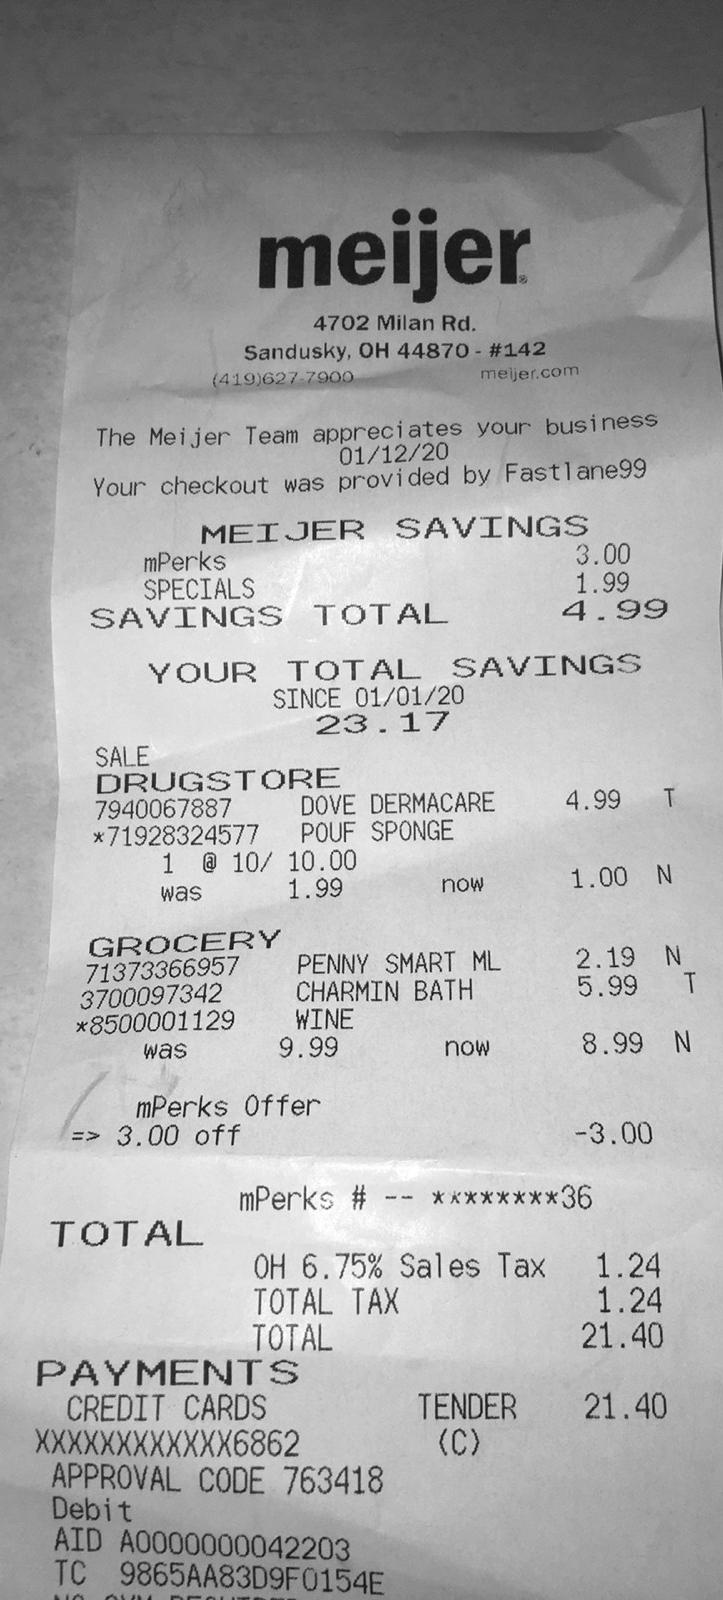 meijer®
4702 Milan Rd.
Sandusky, OH 44870 - #142
(419)627-7900 meijer.com
The Meijer Team appreciates your business
01/12/20
Your checkout was provided by Fastlane99
MEIJER SAVINGS
mPerks 3.00
SPECIALS 1.99
SAVINGS TOTAL 4.99
YOUR TOTAL SAVINGS
SINCE 01/01/20
23.17
SALE
DRUGSTORE
7940067887 DOVE DERMACARE 4.99 T
*71928324577 POUF SPONGE
1 @ 10/ 10.00
was 1.99 now 1.00 N
GROCERY
71373366957 PENNY SMART ML 2.19 N
3700097342 CHARMIN BATH 5.99 T
*8500001129 WINE
was 9.99 now 8.99 N
mPerks Offer
=> 3.00 off -3.00
mPerks # -- ********36
TOTAL
OH 6.75% Sales Tax 1.24
TOTAL TAX 1.24
TOTAL 21.40
PAYMENTS
CREDIT CARDS TENDER 21.40
XXXXXXXXXXXX6862 (C)
APPROVAL CODE 763418
Debit
AID A0000000042203
TC 9865AA83D9F0154E